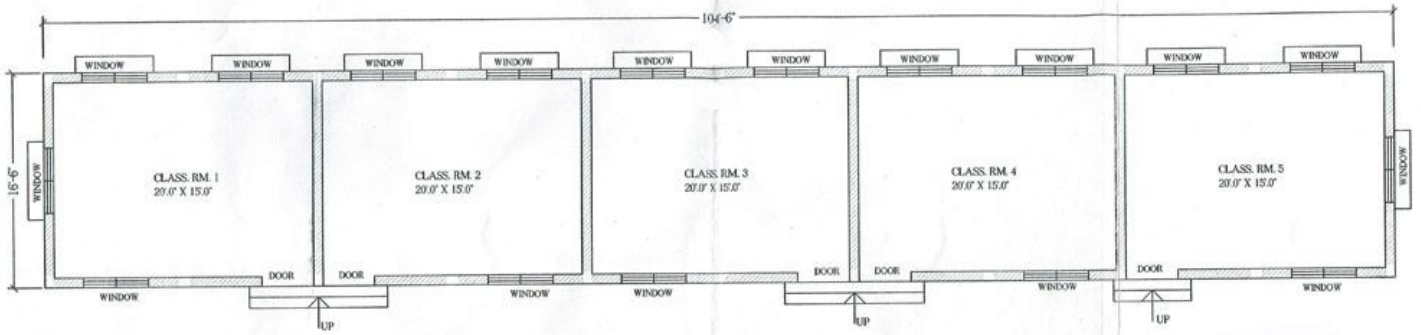 104'-6"
WINDOW
WINDOW
WINDOW
WINDOW
WINDOW
WINDOW
WINDOW
WINDOW
WINDOW
WINDOW
16'-6"
WINDOW
CLASS. RM. 1
20'.0" X 15'.0"
CLASS. RM. 2
20'.0" X 15'.0"
CLASS. RM. 3
20'.0" X 15'.0"
CLASS. RM. 4
20'.0" X 15'.0"
CLASS. RM. 5
20'.0" X 15'.0"
WINDOW
DOOR
DOOR
DOOR
DOOR
DOOR
WINDOW
WINDOW
WINDOW
WINDOW
WINDOW
UP
UP
UP